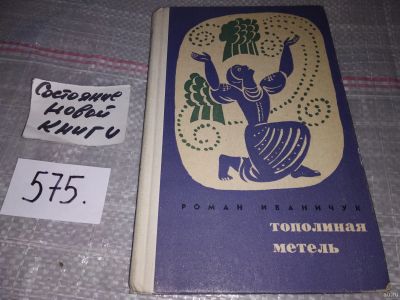 Состояние
новой
книги
575.
РОМАН ИВАНИЧУК
тополиная
метель